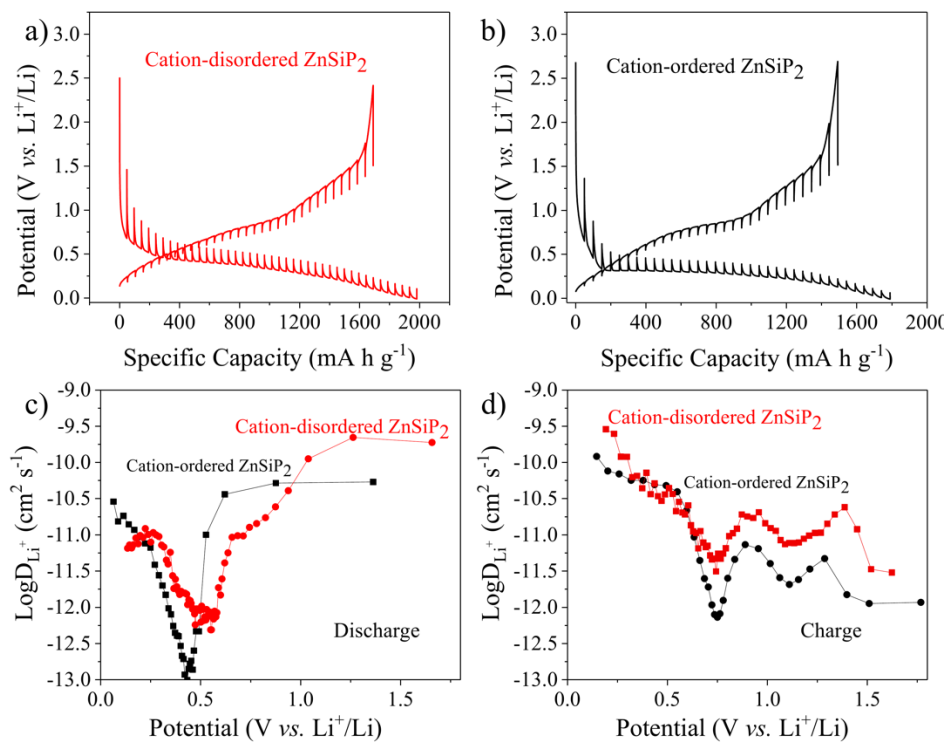 a)
Cation-disordered ZnSiP2
Potential (V vs. Li+/Li)
3.0
2.5
2.0
1.5
1.0
0.5
0.0
0 400 800 1200 1600 2000
Specific Capacity (mA h g-1)
b)
Cation-ordered ZnSiP2
Potential (V vs. Li+/Li)
3.0
2.5
2.0
1.5
1.0
0.5
0.0
0 400 800 1200 1600 2000
Specific Capacity (mA h g-1)
c)
Cation-disordered ZnSiP2
Cation-ordered ZnSiP2
LogDLi+ (cm2 s-1)
-9.0
-9.5
-10.0
-10.5
-11.0
-11.5
-12.0
-12.5
-13.0
Discharge
0.0 0.5 1.0 1.5
Potential (V vs. Li+/Li)
d)
Cation-disordered ZnSiP2
Cation-ordered ZnSiP2
LogDLi+ (cm2 s-1)
-9.0
-9.5
-10.0
-10.5
-11.0
-11.5
-12.0
-12.5
-13.0
Charge
0.0 0.5 1.0 1.5
Potential (V vs. Li+/Li)